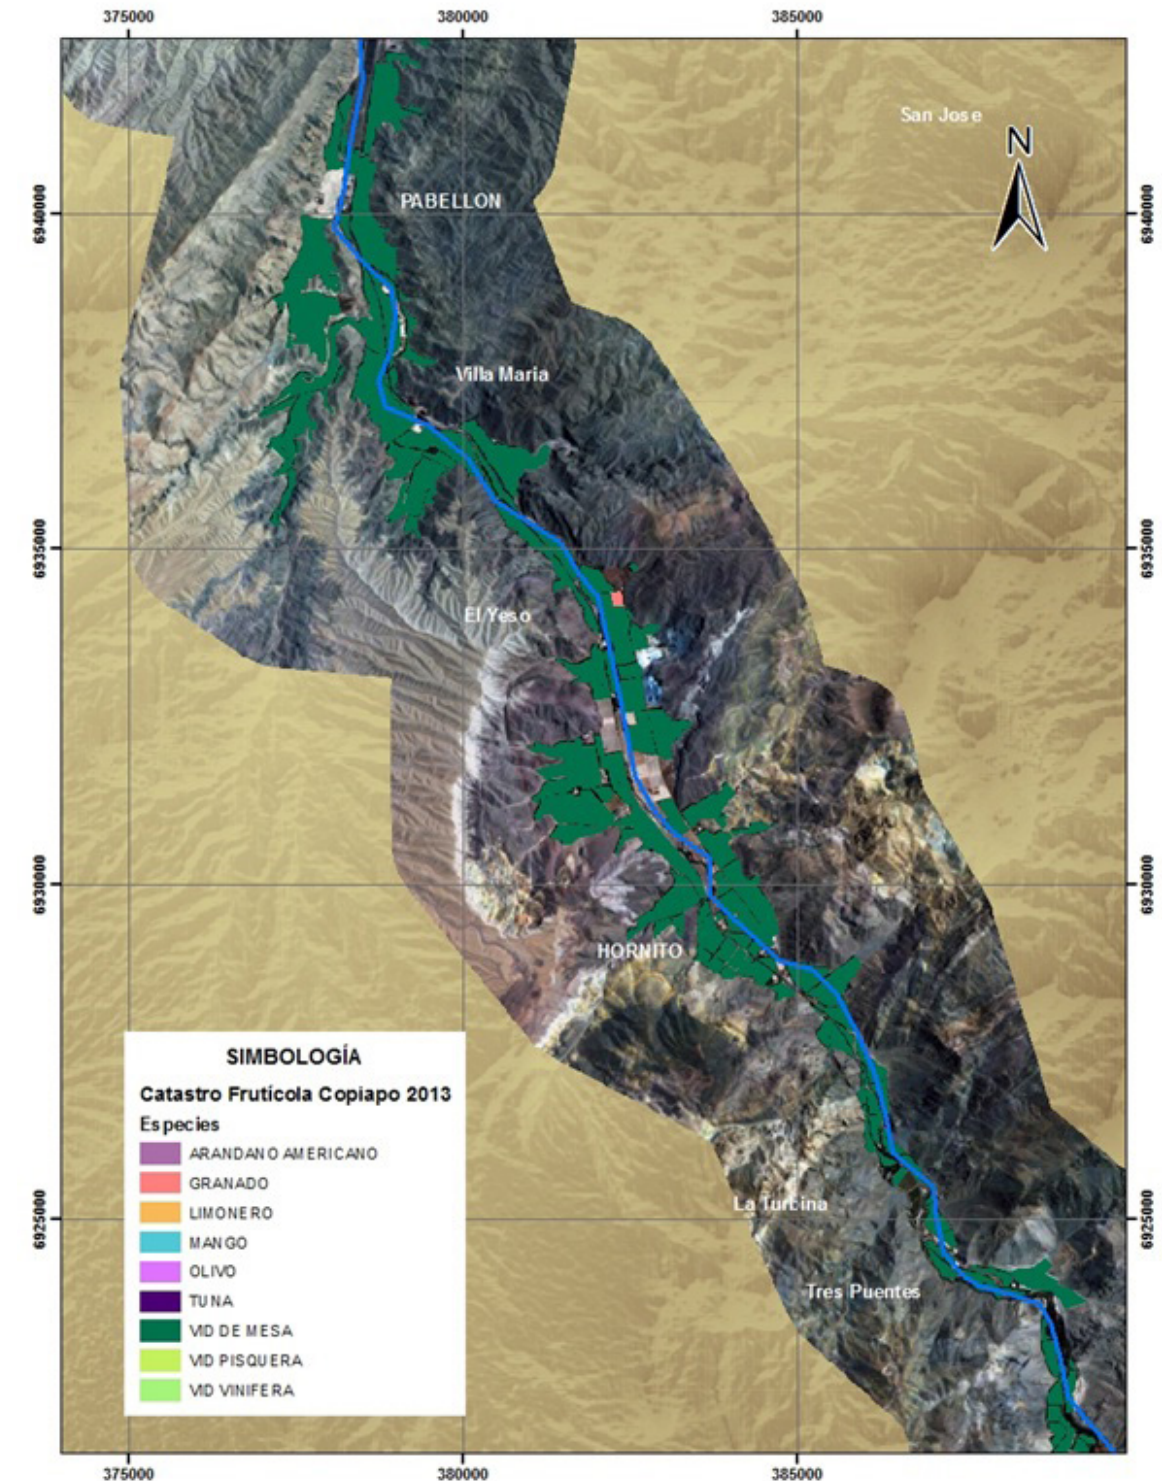 375000 380000 385000
San Jose
N
PABELLON
6940000 6940000
Villa Maria
6935000 6935000
El Yeso
6930000 6930000
HORNITO
SIMBOLOGÍA
Catastro Frutícola Copiapo 2013
Especies
ARANDANO AMERICANO
GRANADO
LIMONERO
MANGO
OLIVO
TUNA
VID DE MESA
VID PISQUERA
VID VINIFERA
La Turbina
6925000 6925000
Tres Puentes
375000 380000 385000